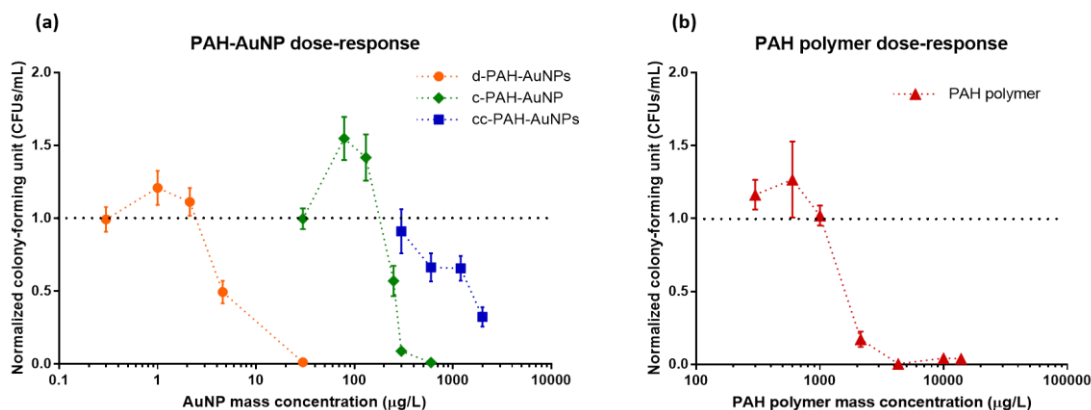 (a)
PAH-AuNP dose-response
d-PAH-AuNPs
c-PAH-AuNP
cc-PAH-AuNPs
Normalized colony-forming unit (CFUs/mL)
2.0
1.5
1.0
0.5
0.0
0.1 1 10 100 1000 10000
AuNP mass concentration (µg/L)
(b)
PAH polymer dose-response
PAH polymer
Normalized colony-forming unit (CFUs/mL)
2.0
1.5
1.0
0.5
0.0
100 1000 10000 100000
PAH polymer mass concentration (µg/L)